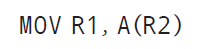 MOV R1, A(R2)